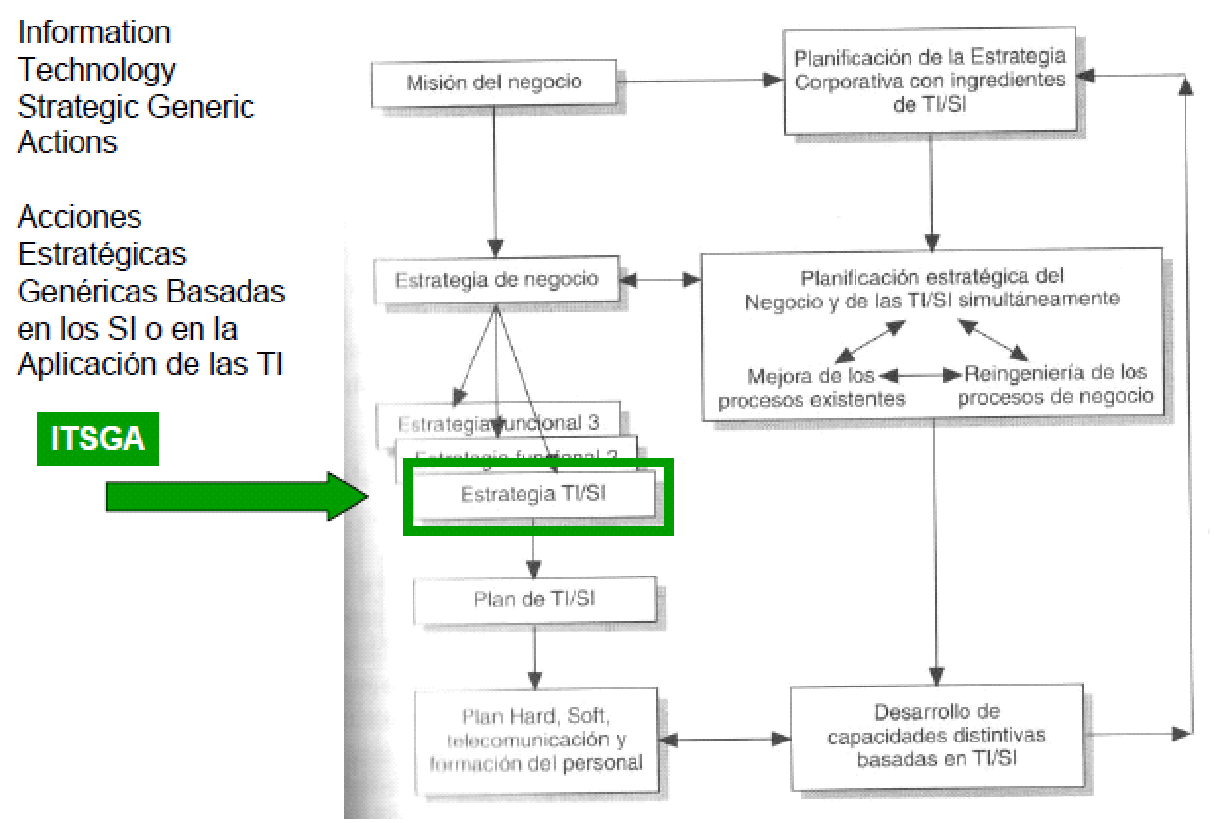 Information
Technology
Strategic Generic
Actions
Acciones
Estratégicas
Genéricas Basadas
en los SI o en la
Aplicación de las TI
ITSGA
Misión del negocio
Planificación de la Estrategia
Corporativa con ingredientes
de TI/SI
Estrategia de negocio
Planificación estratégica del
Negocio y de las TI/SI simultáneamente
Mejora de los
procesos existentes
Reingeniería de los
procesos de negocio
Estrategia funcional 3
Estrategia funcional 2
Estrategia TI/SI
Plan de TI/SI
Plan Hard, Soft,
telecomunicación y
formación del personal
Desarrollo de
capacidades distintivas
basadas en TI/SI